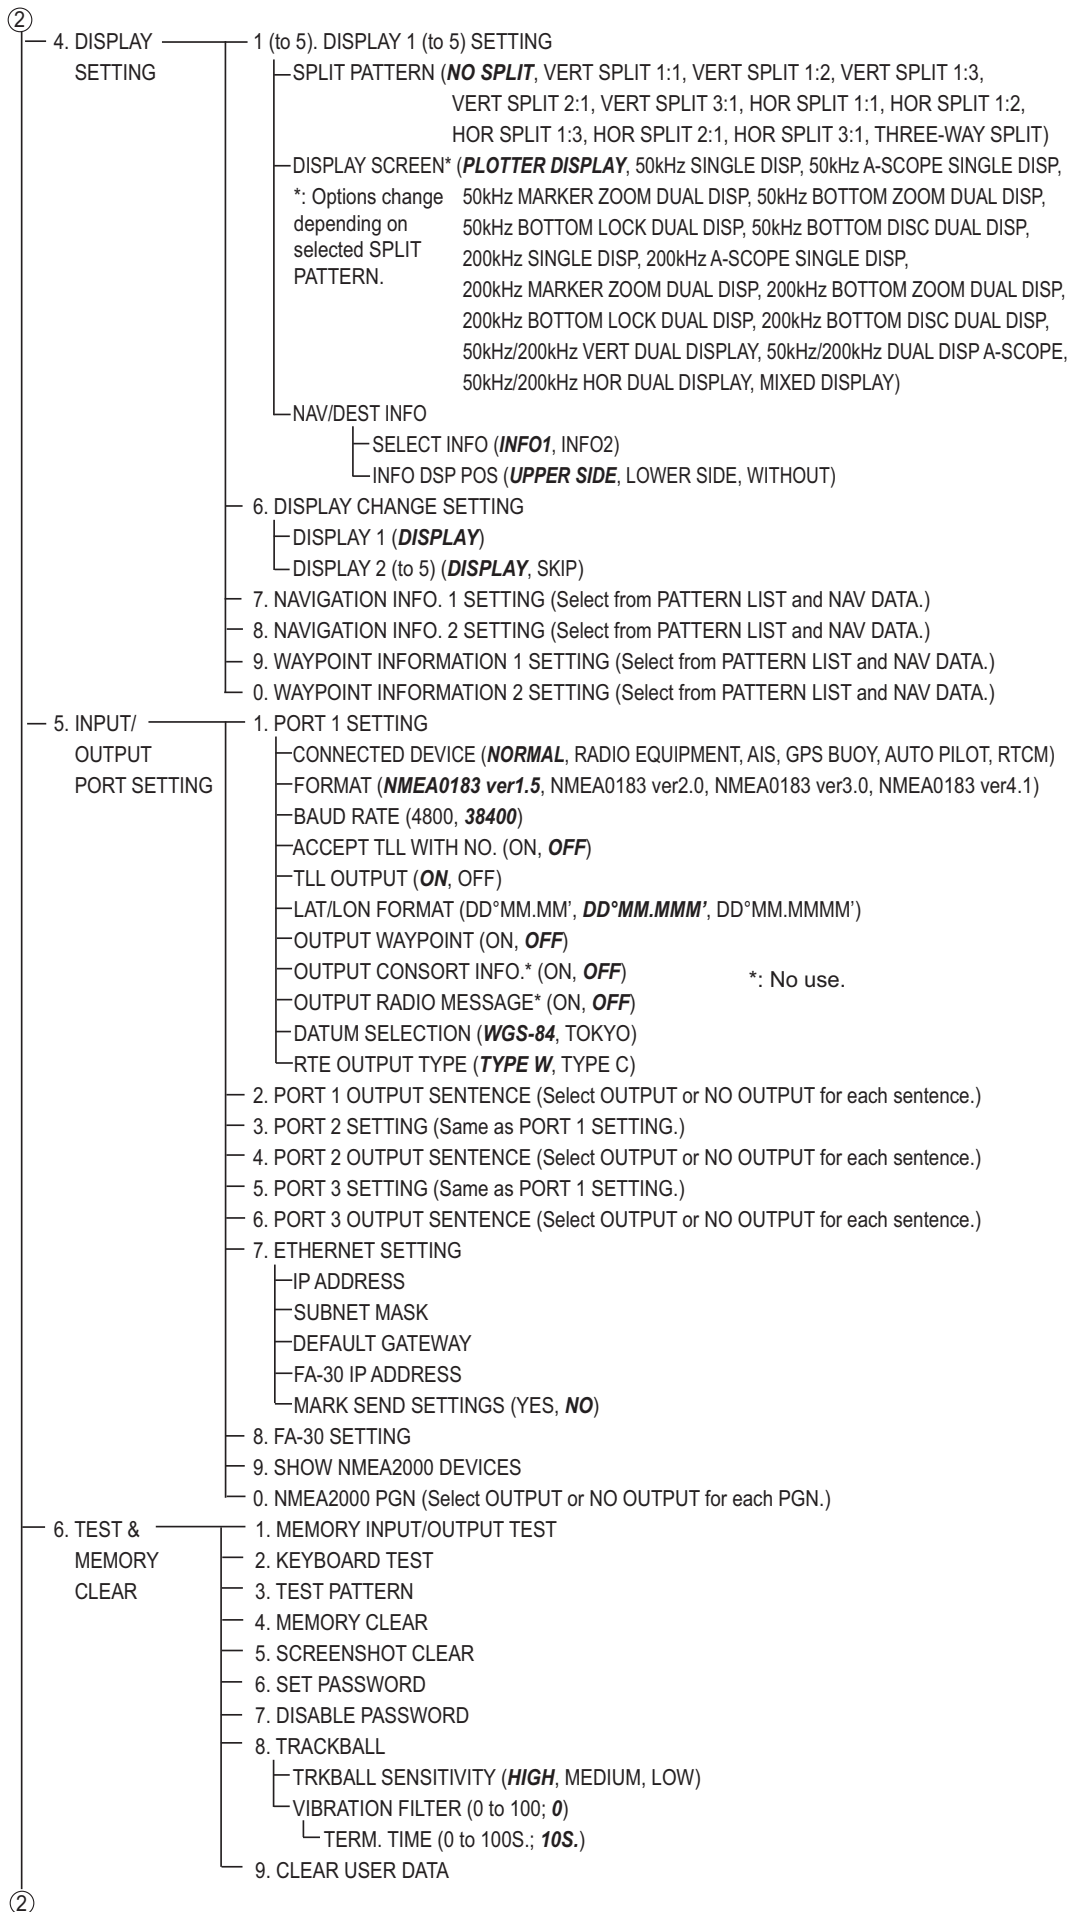 2
4. DISPLAY SETTING
1 (to 5). DISPLAY 1 (to 5) SETTING
SPLIT PATTERN (NO SPLIT, VERT SPLIT 1:1, VERT SPLIT 1:2, VERT SPLIT 1:3,
VERT SPLIT 2:1, VERT SPLIT 3:1, HOR SPLIT 1:1, HOR SPLIT 1:2,
HOR SPLIT 1:3, HOR SPLIT 2:1, HOR SPLIT 3:1, THREE-WAY SPLIT)
DISPLAY SCREEN* (PLOTTER DISPLAY, 50kHz SINGLE DISP, 50kHz A-SCOPE SINGLE DISP,
50kHz MARKER ZOOM DUAL DISP, 50kHz BOTTOM ZOOM DUAL DISP,
50kHz BOTTOM LOCK DUAL DISP, 50kHz BOTTOM DISC DUAL DISP,
200kHz SINGLE DISP, 200kHz A-SCOPE SINGLE DISP,
200kHz MARKER ZOOM DUAL DISP, 200kHz BOTTOM ZOOM DUAL DISP,
200kHz BOTTOM LOCK DUAL DISP, 200kHz BOTTOM DISC DUAL DISP,
50kHz/200kHz VERT DUAL DISPLAY, 50kHz/200kHz DUAL DISP A-SCOPE,
50kHz/200kHz HOR DUAL DISPLAY, MIXED DISPLAY)
*: Options change
depending on
selected SPLIT
PATTERN.
NAV/DEST INFO
SELECT INFO (INFO1, INFO2)
INFO DSP POS (UPPER SIDE, LOWER SIDE, WITHOUT)
6. DISPLAY CHANGE SETTING
DISPLAY 1 (DISPLAY)
DISPLAY 2 (to 5) (DISPLAY, SKIP)
7. NAVIGATION INFO. 1 SETTING (Select from PATTERN LIST and NAV DATA.)
8. NAVIGATION INFO. 2 SETTING (Select from PATTERN LIST and NAV DATA.)
9. WAYPOINT INFORMATION 1 SETTING (Select from PATTERN LIST and NAV DATA.)
0. WAYPOINT INFORMATION 2 SETTING (Select from PATTERN LIST and NAV DATA.)
5. INPUT/
OUTPUT
PORT SETTING
1. PORT 1 SETTING
CONNECTED DEVICE (NORMAL, RADIO EQUIPMENT, AIS, GPS BUOY, AUTO PILOT, RTCM)
FORMAT (NMEA0183 ver1.5, NMEA0183 ver2.0, NMEA0183 ver3.0, NMEA0183 ver4.1)
BAUD RATE (4800, 38400)
ACCEPT TLL WITH NO. (ON, OFF)
TLL OUTPUT (ON, OFF)
LAT/LON FORMAT (DD°MM.MM’, DD°MM.MMM’, DD°MM.MMMM’)
OUTPUT WAYPOINT (ON, OFF)
OUTPUT CONSORT INFO.* (ON, OFF)
*: No use.
OUTPUT RADIO MESSAGE* (ON, OFF)
DATUM SELECTION (WGS-84, TOKYO)
RTE OUTPUT TYPE (TYPE W, TYPE C)
2. PORT 1 OUTPUT SENTENCE (Select OUTPUT or NO OUTPUT for each sentence.)
3. PORT 2 SETTING (Same as PORT 1 SETTING.)
4. PORT 2 OUTPUT SENTENCE (Select OUTPUT or NO OUTPUT for each sentence.)
5. PORT 3 SETTING (Same as PORT 1 SETTING.)
6. PORT 3 OUTPUT SENTENCE (Select OUTPUT or NO OUTPUT for each sentence.)
7. ETHERNET SETTING
IP ADDRESS
SUBNET MASK
DEFAULT GATEWAY
FA-30 IP ADDRESS
MARK SEND SETTINGS (YES, NO)
8. FA-30 SETTING
9. SHOW NMEA2000 DEVICES
0. NMEA2000 PGN (Select OUTPUT or NO OUTPUT for each PGN.)
6. TEST &
MEMORY
CLEAR
1. MEMORY INPUT/OUTPUT TEST
2. KEYBOARD TEST
3. TEST PATTERN
4. MEMORY CLEAR
5. SCREENSHOT CLEAR
6. SET PASSWORD
7. DISABLE PASSWORD
8. TRACKBALL
TRKBALL SENSITIVITY (HIGH, MEDIUM, LOW)
VIBRATION FILTER (0 to 100; 0)
TERM. TIME (0 to 100S.; 10S.)
9. CLEAR USER DATA
2